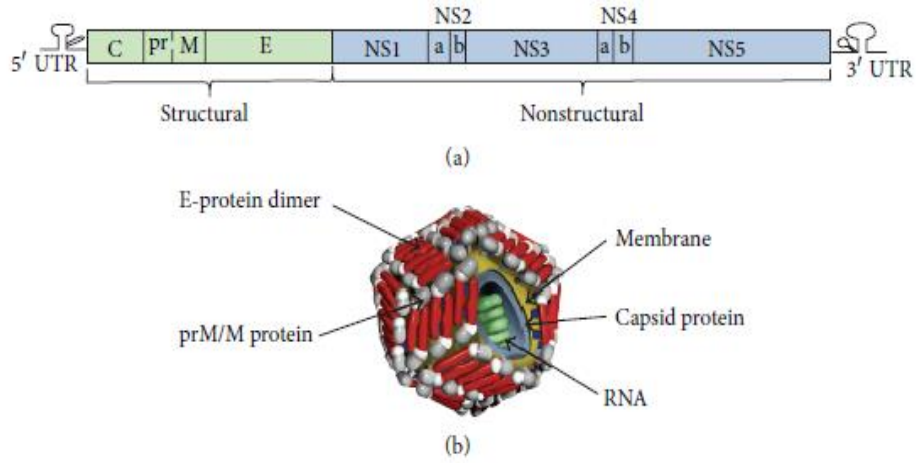 NS2 NS4
C pr M E NS1 a b NS3 a b NS5
5′ UTR 3′ UTR
Structural Nonstructural
(a)
E-protein dimer
Membrane
prM/M protein
Capsid protein
RNA
(b)